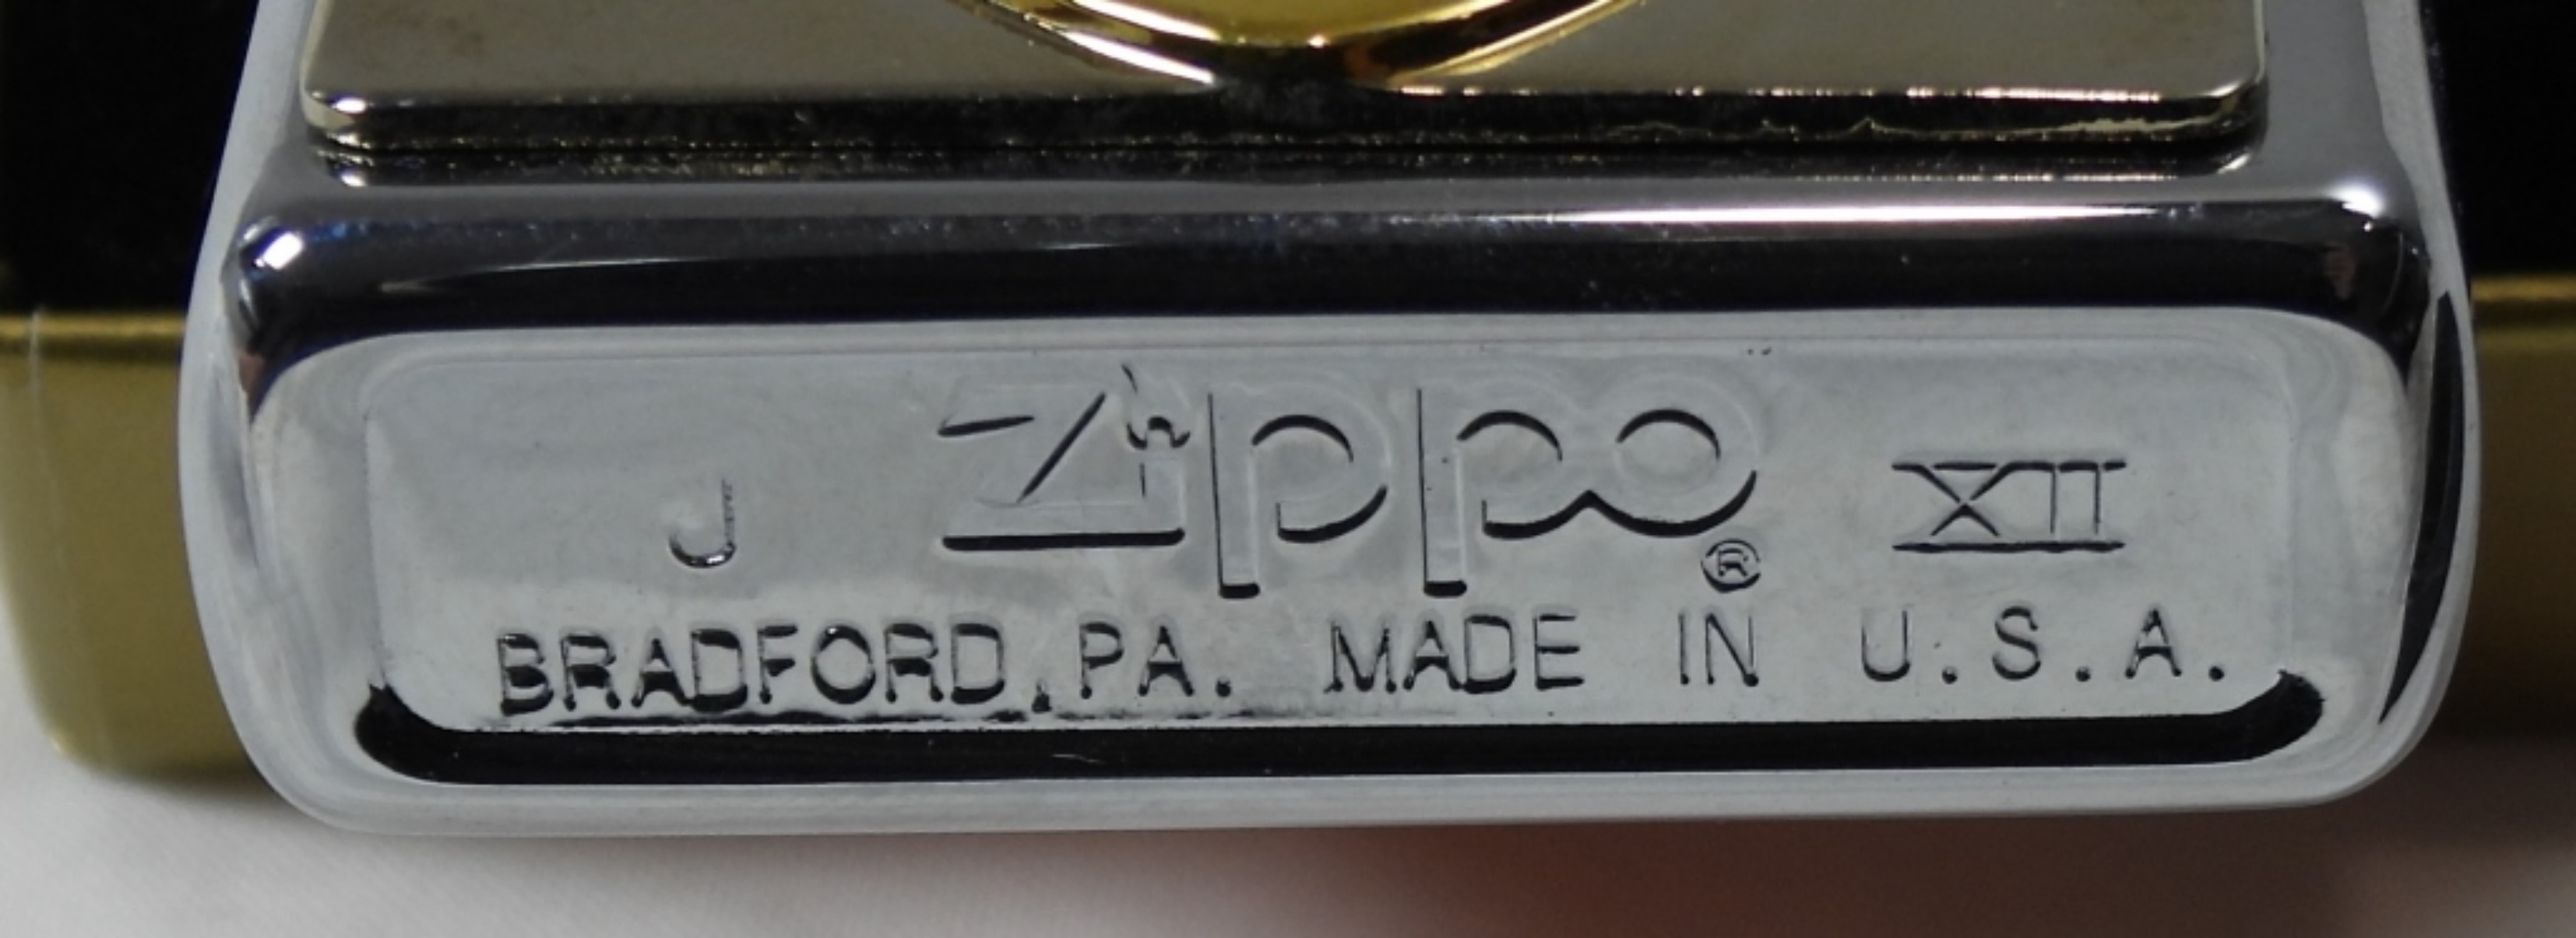 J Zippo ® XII
BRADFORD, PA. MADE IN U.S.A.